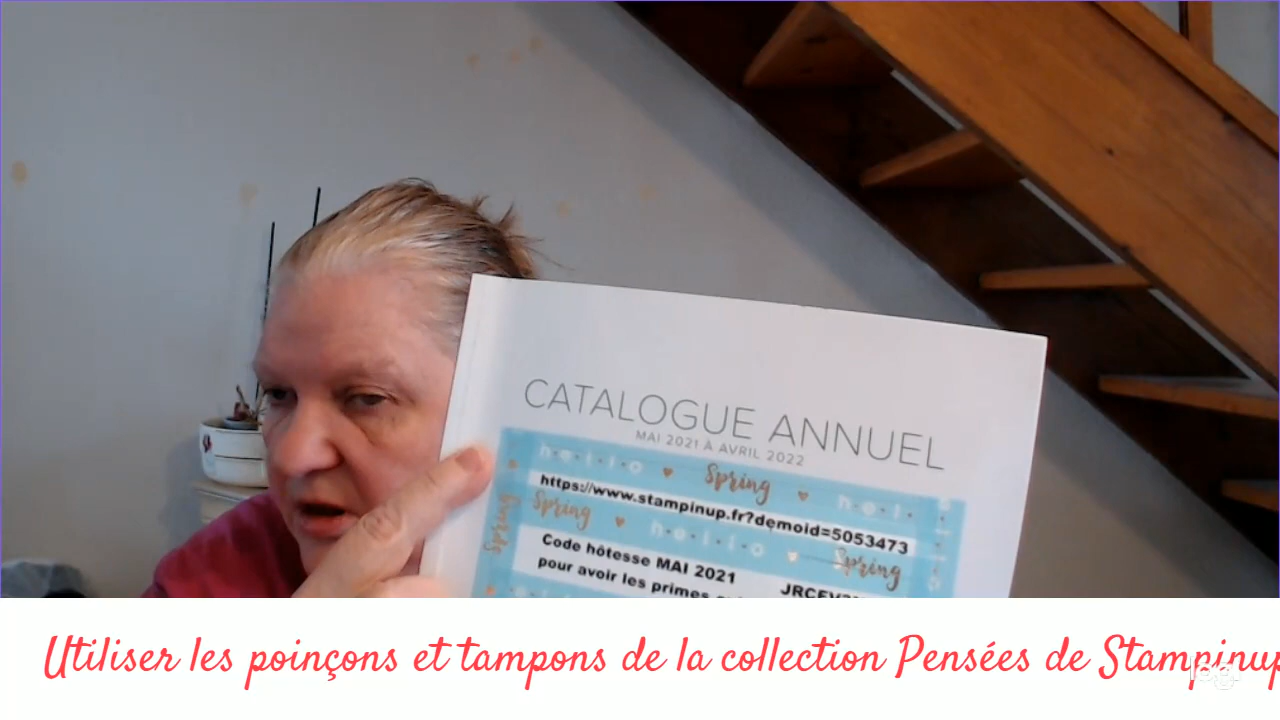 CATALOGUE ANNUEL
MAI 2021 À AVRIL 2022
hello Spring
https://www.stampinup.fr?demoid=5053473
Spring hello Spring
Code hôtesse MAI 2021
pour avoir les primes
Utiliser les poinçons et tampons de la collection Pensées de Stampinup
logi